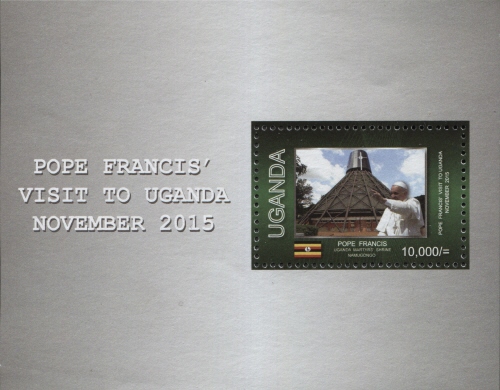 POPE FRANCIS'
VISIT TO UGANDA
NOVEMBER 2015
UGANDA
POPE FRANCIS' VISIT TO UGANDA
NOVEMBER 2015
POPE FRANCIS
UGANDA MARTYRS' SHRINE
NAMUGONGO
10,000/=